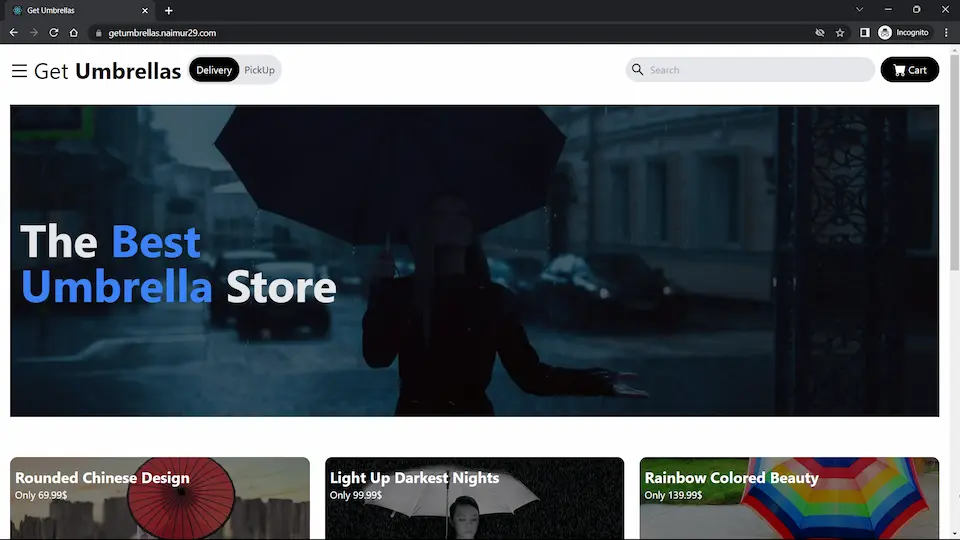 Get Umbrellas
getumbrellas.naimur29.com
Incognito
Get Umbrellas
Delivery
PickUp
Search
Cart
The Best
Umbrella Store
Rounded Chinese Design
Only 69.99$
Light Up Darkest Nights
Only 99.99$
Rainbow Colored Beauty
Only 139.99$